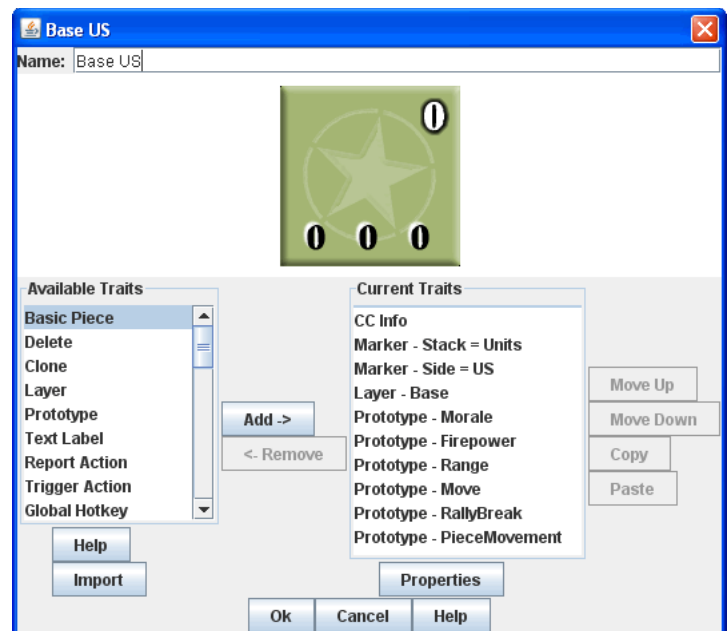 Base US
Name: Base US
0
0 0 0
Available Traits
Basic Piece
Delete
Clone
Layer
Prototype
Text Label
Report Action
Trigger Action
Global Hotkey
Help
Import
Add ->
<- Remove
Current Traits
CC Info
Marker - Stack = Units
Marker - Side = US
Layer - Base
Prototype - Morale
Prototype - Firepower
Prototype - Range
Prototype - Move
Prototype - RallyBreak
Prototype - PieceMovement
Properties
Move Up
Move Down
Copy
Paste
Ok Cancel Help